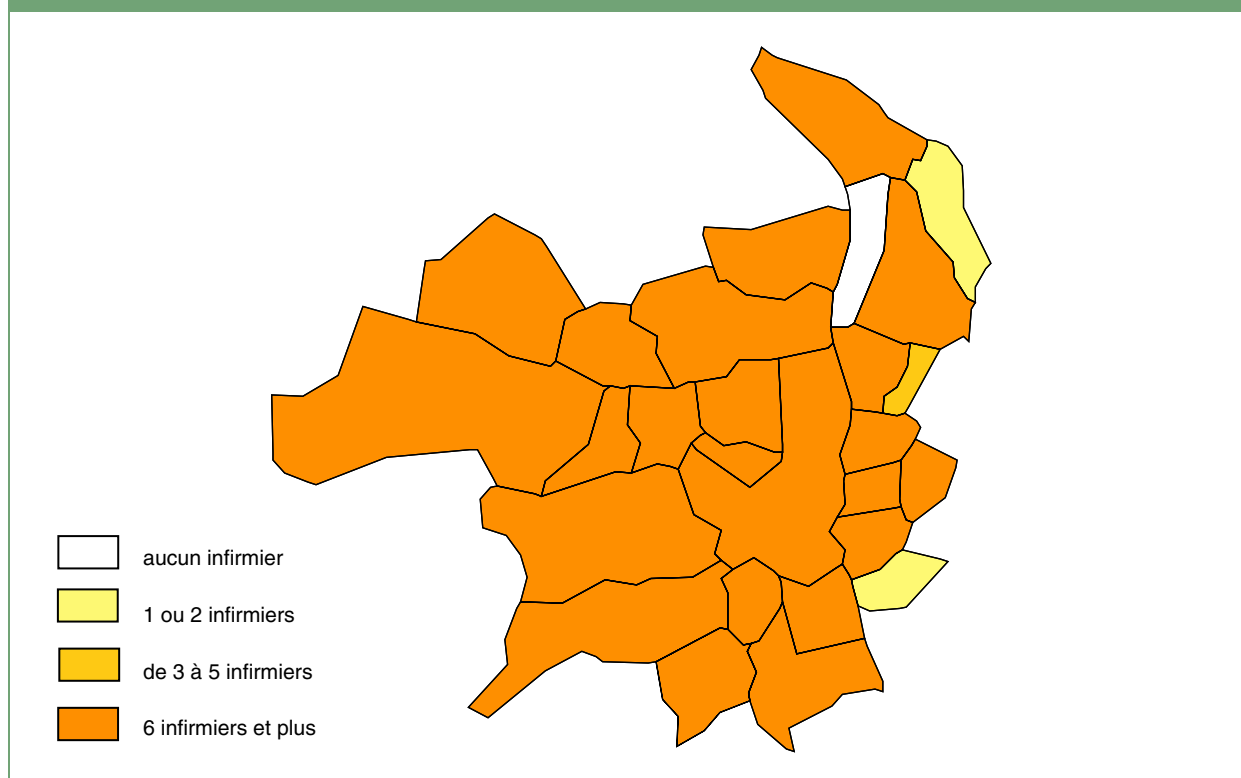 aucun infirmier
1 ou 2 infirmiers
de 3 à 5 infirmiers
6 infirmiers et plus